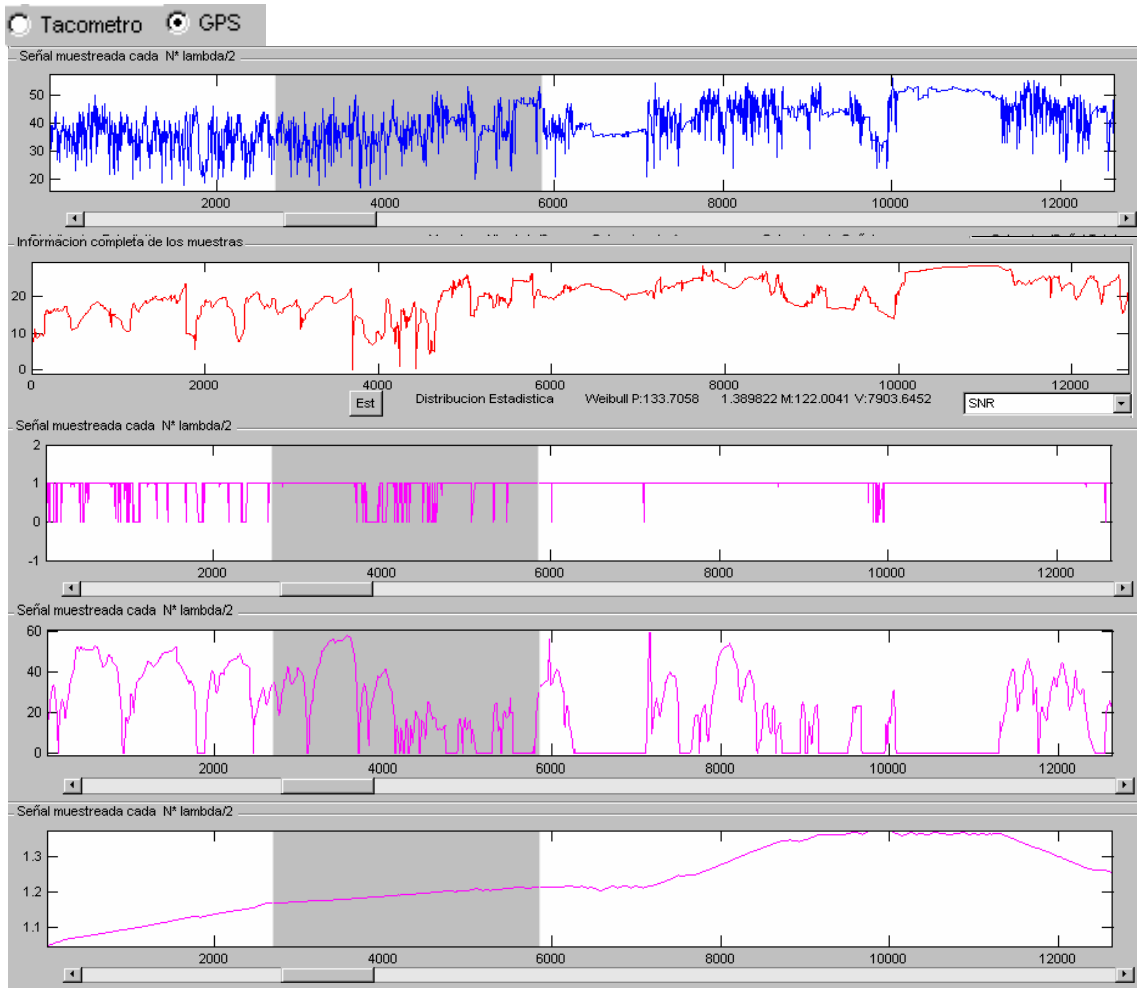 Tacometro GPS
Señal muestreada cada N* lambda/2
50
40
30
20
2000 4000 6000 8000 10000 12000
Informacion completa de los muestras
20
10
0
0 2000 4000 6000 8000 10000 12000
Est Distribucion Estadistica Weibull P:133.7058 1.389822 M:122.0041 V:7903.6452 SNR
Señal muestreada cada N* lambda/2
2
1
0
-1
2000 4000 6000 8000 10000 12000
Señal muestreada cada N* lambda/2
60
40
20
0
2000 4000 6000 8000 10000 12000
Señal muestreada cada N* lambda/2
1.3
1.2
1.1
2000 4000 6000 8000 10000 12000